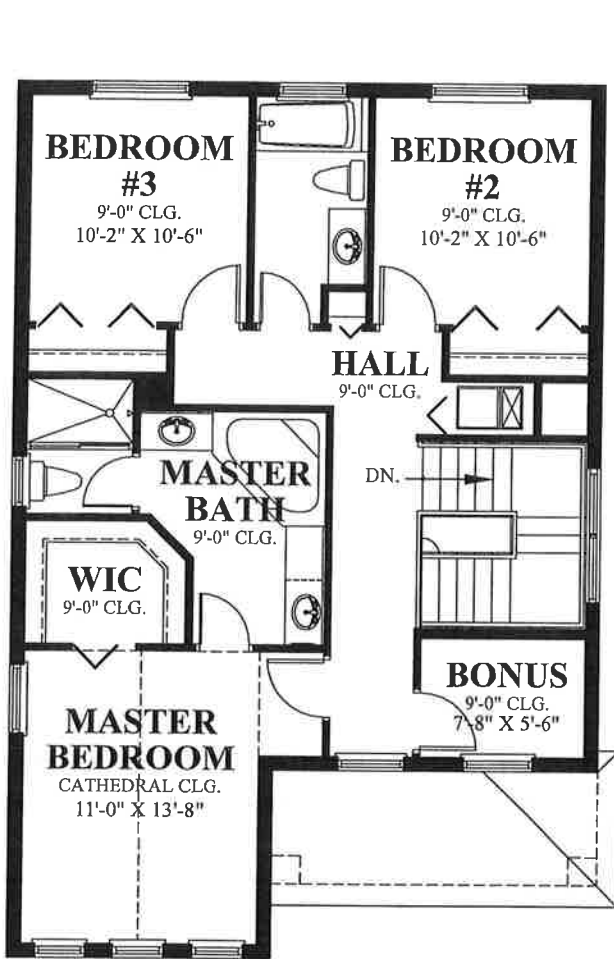 BEDROOM
#3
9'-0" CLG.
10'-2" X 10'-6"
BEDROOM
#2
9'-0" CLG.
10'-2" X 10'-6"
HALL
9'-0" CLG.
DN.
MASTER
BATH
9'-0" CLG.
WIC
9'-0" CLG.
BONUS
9'-0" CLG.
7'-8" X 5'-6"
MASTER
BEDROOM
CATHEDRAL CLG.
11'-0" X 13'-8"